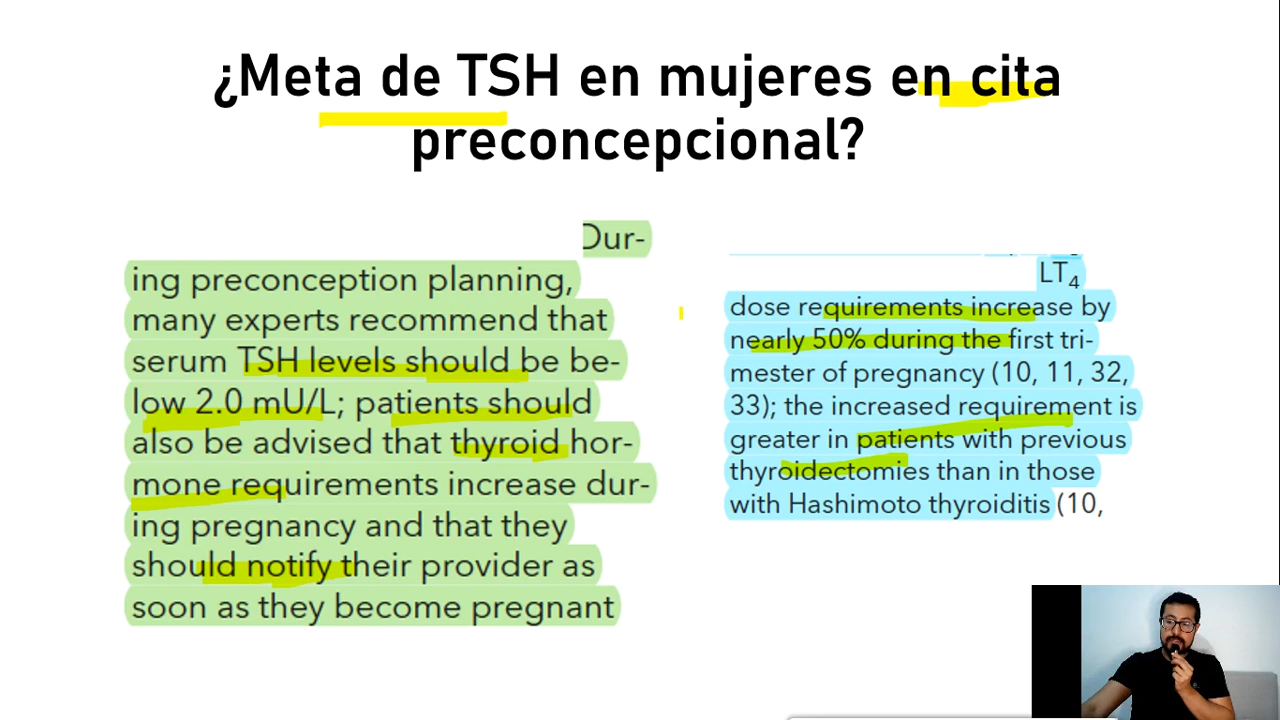 ¿Meta de TSH en mujeres en cita
preconcepcional?
Dur-
ing preconception planning,
many experts recommend that
serum TSH levels should be be-
low 2.0 mU/L; patients should
also be advised that thyroid hor-
mone requirements increase dur-
ing pregnancy and that they
should notify their provider as
soon as they become pregnant
LT₄
dose requirements increase by
nearly 50% during the first tri-
mester of pregnancy (10, 11, 32,
33); the increased requirement is
greater in patients with previous
thyroidectomies than in those
with Hashimoto thyroiditis (10,